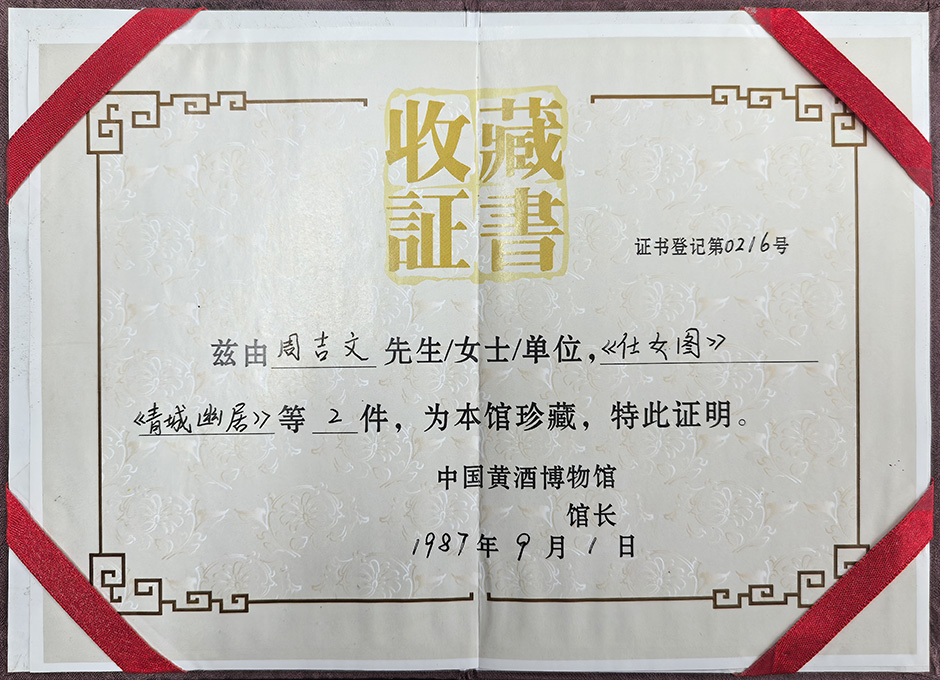 收藏
証書
证书登记第0216号
兹由周吉文先生/女士/单位，《仕女图》
《青城幽居》等2件，为本馆珍藏，特此证明。
中国黄酒博物馆
馆长
1987年9月1日